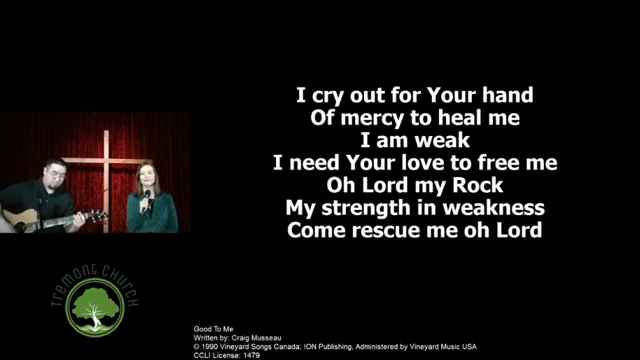 I cry out for Your hand
Of mercy to heal me
I am weak
I need Your love to free me
Oh Lord my Rock
My strength in weakness
Come rescue me oh Lord
TREMONT CHURCH
Good To Me
Written by: Craig Musseau
© 1990 Vineyard Songs Canada; ION Publishing, Administered by Vineyard Music USA
CCLI License: 1479